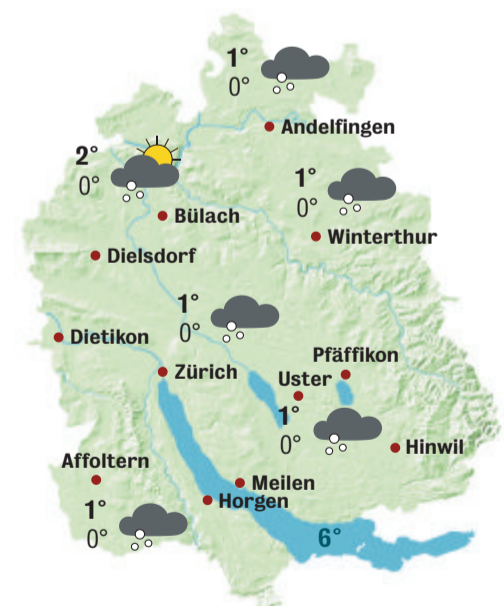 1°
0°
Andelfingen
2°
0°
1°
0°
Bülach
Winterthur
Dielsdorf
1°
0°
Dietikon
Zürich
Pfäffikon
Uster
1°
0°
Hinwil
Affoltern
Meilen
Horgen
1°
0°
6°